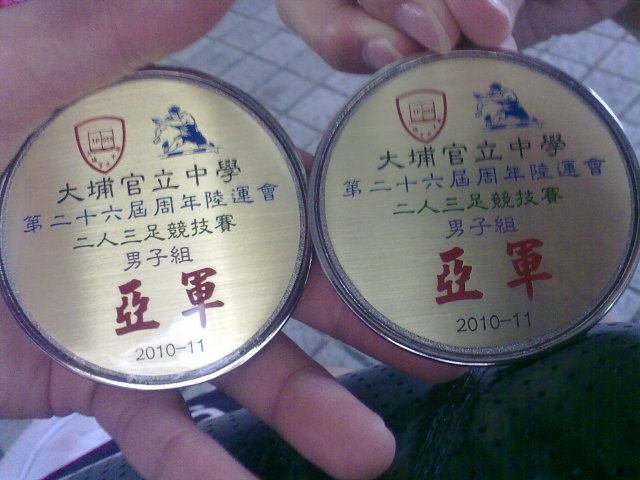 大埔官立中學
第二十六屆周年陸運會
二人三足競技賽
男子組
亞軍
2010-11
大埔官立中學
第二十六屆周年陸運會
二人三足競技賽
男子組
亞軍
2010-11